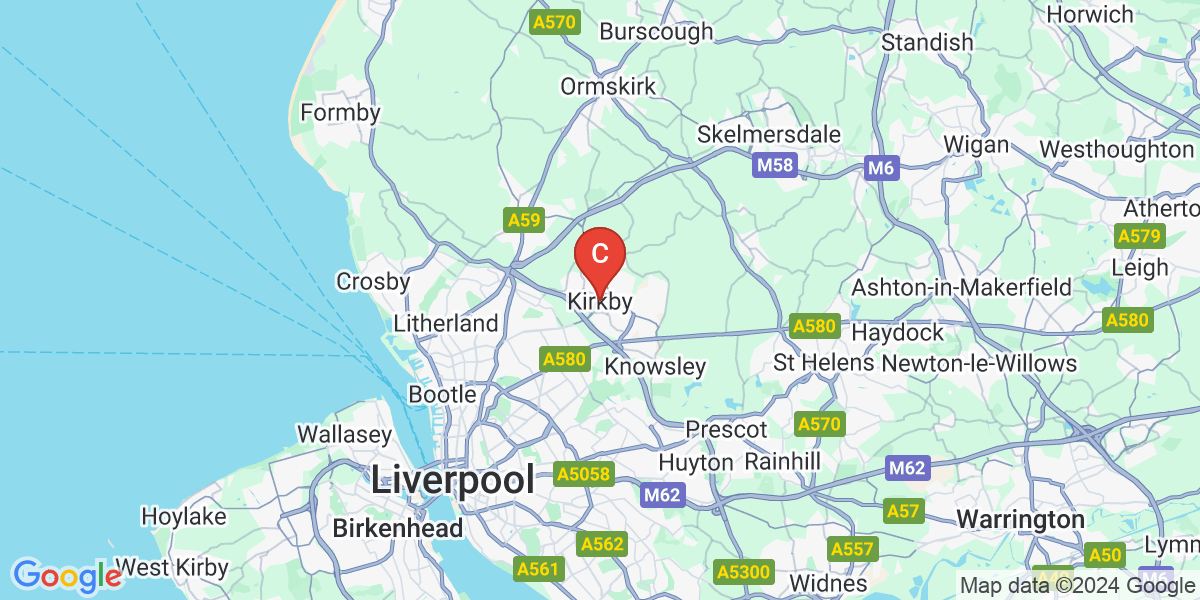 Horwich
A570
Burscough
Standish
Ormskirk
Formby
Skelmersdale
Wigan
Westhoughton
M58
M6
A59
Atherto
A579
C
Leigh
Crosby
Kirkby
Ashton-in-Makerfield
Litherland
A580
A580
Haydock
A580
Knowsley
St Helens
Newton-le-Willows
Bootle
A570
Wallasey
Prescot
Huyton
Rainhill
M62
Liverpool
A5058
M62
A57
Hoylake
Birkenhead
Warrington
A562
A557
A50
Lymn
West Kirby
A561
A5300
Widnes
M6
Google
Map data ©2024 Google